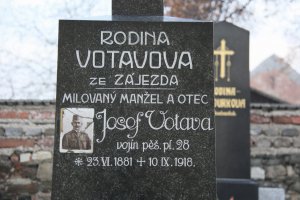 RODINA
VOTAVOVA
ZE ZÁJEZDA
MILOVANÝ MANŽEL A OTEC
Josef Votava
vojín pěš. pl. 28
* 23. VI. 1881 + 10. IX. 1918.
RODINA